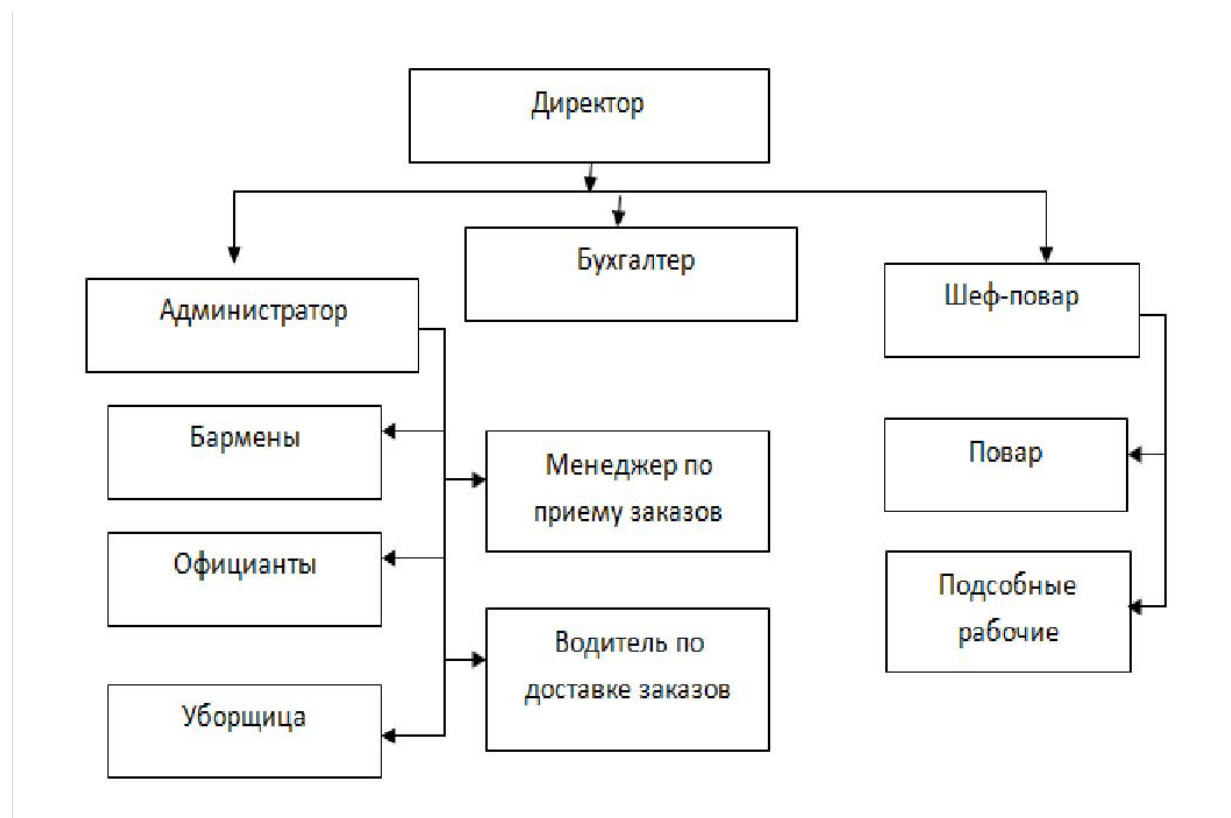 Директор
Бухгалтер
Администратор
Шеф-повар
Бармены
Менеджер по
приему заказов
Повар
Официанты
Подсобные
рабочие
Водитель по
доставке заказов
Уборщица